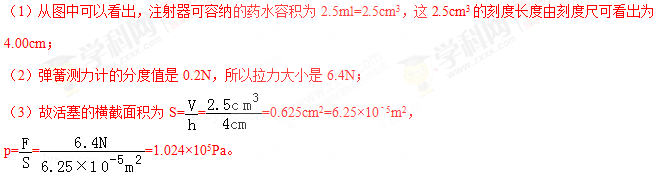 （1）从图中可以看出，注射器可容纳的药水容积为 2.5ml=2.5cm³，这 2.5cm³的刻度长度由刻度尺可看出为
4.00cm；
（2）弹簧测力计的分度值是 0.2N，所以拉力大小是 6.4N；
（3）故活塞的横截面积为 S=V/h=2.5cm³/4cm=0.625cm²=6.25×10⁻⁵m²，
p=F/S=6.4N/6.25×10⁻⁵m²=1.024×10⁵Pa。